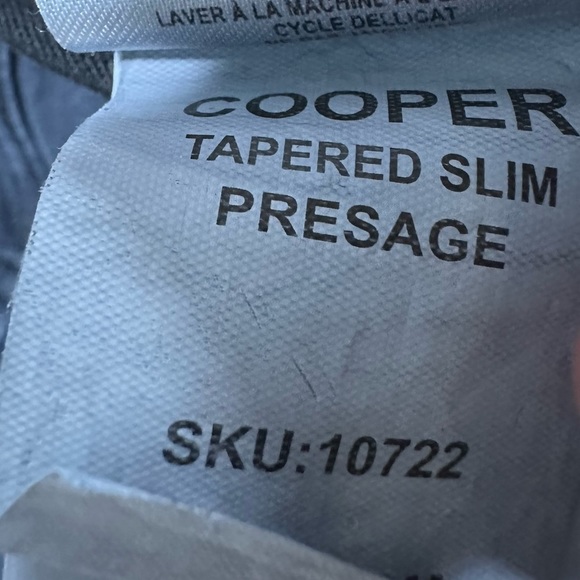 LAVER À LA MACHINE À
CYCLE DELLICAT
COOPER
TAPERED SLIM
PRESAGE
SKU:10722